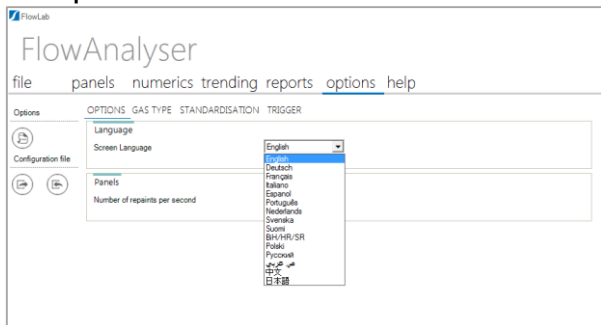 FlowLab
FlowAnalyser
file panels numerics trending reports options help
Options
OPTIONS GAS TYPE STANDARDISATION TRIGGER
Language
Screen Language English
Configuration file
English
Deutsch
Français
Italiano
Espanol
Português
Nederlands
Svenska
Suomi
BiH/HR/SR
Polski
Русский
中文
日本語
Panels
Number of repaints per second